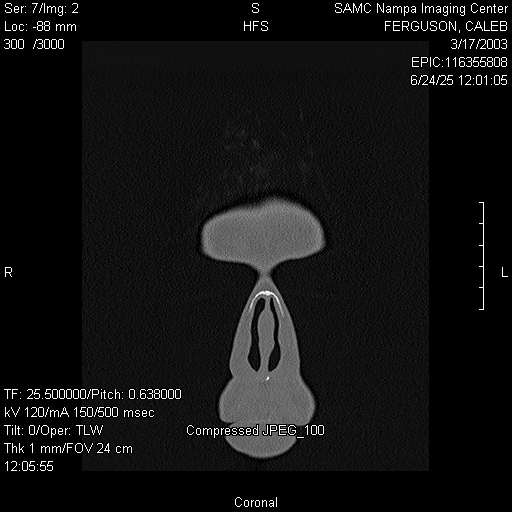 Ser: 7/Img: 2
Loc: -88 mm
300 /3000
S
HFS
SAMC Nampa Imaging Center
FERGUSON, CALEB
3/17/2003
EPIC:116355808
6/24/25 12:01:05
R
L
TF: 25.500000/Pitch: 0.638000
kV 120/mA 150/500 msec
Tilt: 0/Oper: TLW
Thk 1 mm/FOV 24 cm
12:05:55
Compressed JPEG_100
Coronal